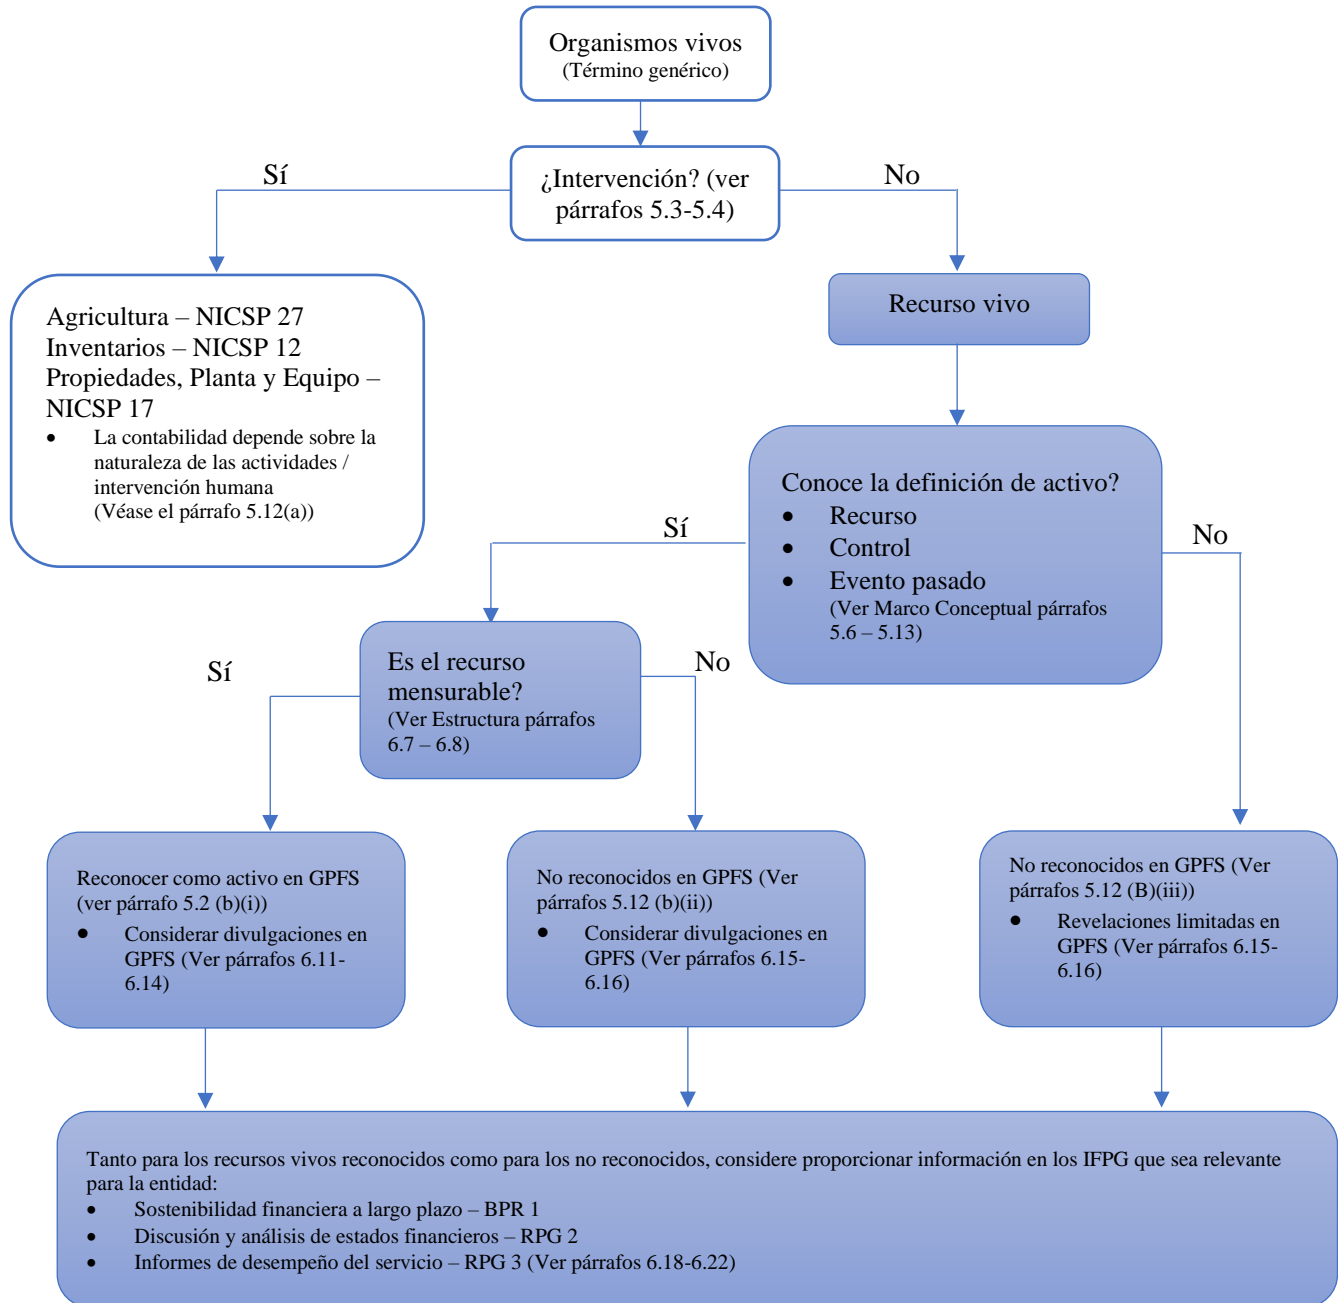 Organismos vivos
(Término genérico)
Sí
¿Intervención? (ver
párrafos 5.3-5.4)
No
Agricultura – NICSP 27
Inventarios – NICSP 12
Propiedades, Planta y Equipo –
NICSP 17
• La contabilidad depende sobre la
naturaleza de las actividades /
intervención humana
(Véase el párrafo 5.12(a))
Recurso vivo
Conoce la definición de activo?
• Recurso
• Control
• Evento pasado
(Ver Marco Conceptual párrafos
5.6 – 5.13)
Sí
No
Es el recurso
mensurable?
(Ver Estructura párrafos
6.7 – 6.8)
Sí
No
Reconocer como activo en GPFS
(ver párrafo 5.2 (b)(i))
• Considerar divulgaciones en
GPFS (Ver párrafos 6.11-
6.14)
No reconocidos en GPFS (Ver
párrafos 5.12 (b)(ii))
• Considerar divulgaciones en
GPFS (Ver párrafos 6.15-
6.16)
No reconocidos en GPFS (Ver
párrafos 5.12 (B)(iii))
• Revelaciones limitadas en
GPFS (Ver párrafos 6.15-
6.16)
Tanto para los recursos vivos reconocidos como para los no reconocidos, considere proporcionar información en los IFPG que sea relevante
para la entidad:
• Sostenibilidad financiera a largo plazo – BPR 1
• Discusión y análisis de estados financieros – RPG 2
• Informes de desempeño del servicio – RPG 3 (Ver párrafos 6.18-6.22)